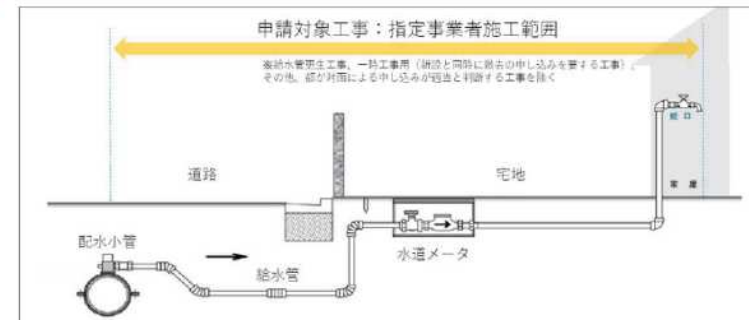 申請対象工事：指定事業者施工範囲
※給水管更生工事、一時工事用（新設と同時に撤去の申し込みを要する工事）、
その他、都が対面による申し込みが適当と判断する工事を除く
蛇 口
道路
宅地
家 屋
配水小管
給水管
水道メータ